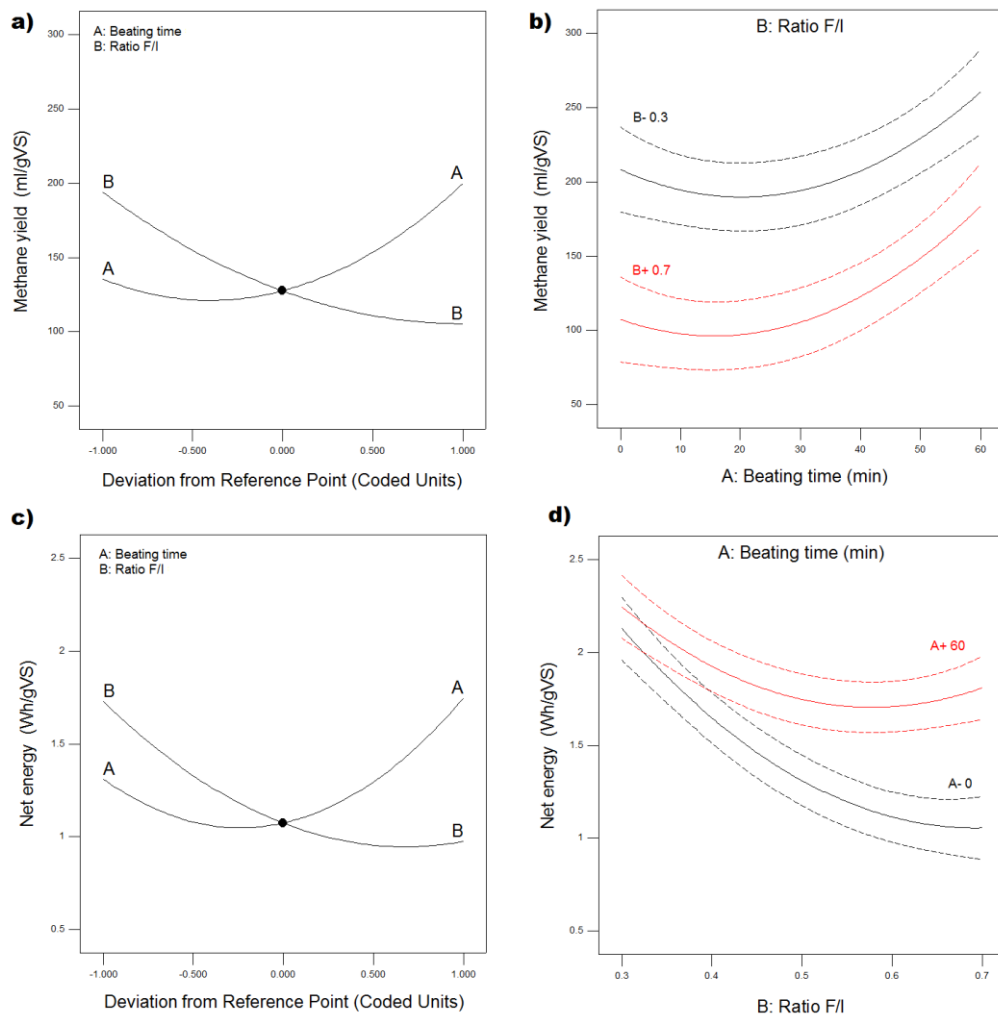 a)
A: Beating time
B: Ratio F/I
300
250
200
150
100
50
Methane yield (ml/gVS)
B
A
A
B
-1.000
-0.500
0.000
0.500
1.000
Deviation from Reference Point (Coded Units)
b)
B: Ratio F/I
300
250
200
150
100
50
Methane yield (ml/gVS)
B- 0.3
B+ 0.7
0
10
20
30
40
50
60
A: Beating time (min)
c)
A: Beating time
B: Ratio F/I
2.5
2
1.5
1
0.5
Net energy (Wh/gVS)
B
A
A
B
-1.000
-0.500
0.000
0.500
1.000
Deviation from Reference Point (Coded Units)
d)
A: Beating time (min)
2.5
2
1.5
1
0.5
Net energy (Wh/gVS)
A+ 60
A- 0
0.3
0.4
0.5
0.6
0.7
B: Ratio F/I